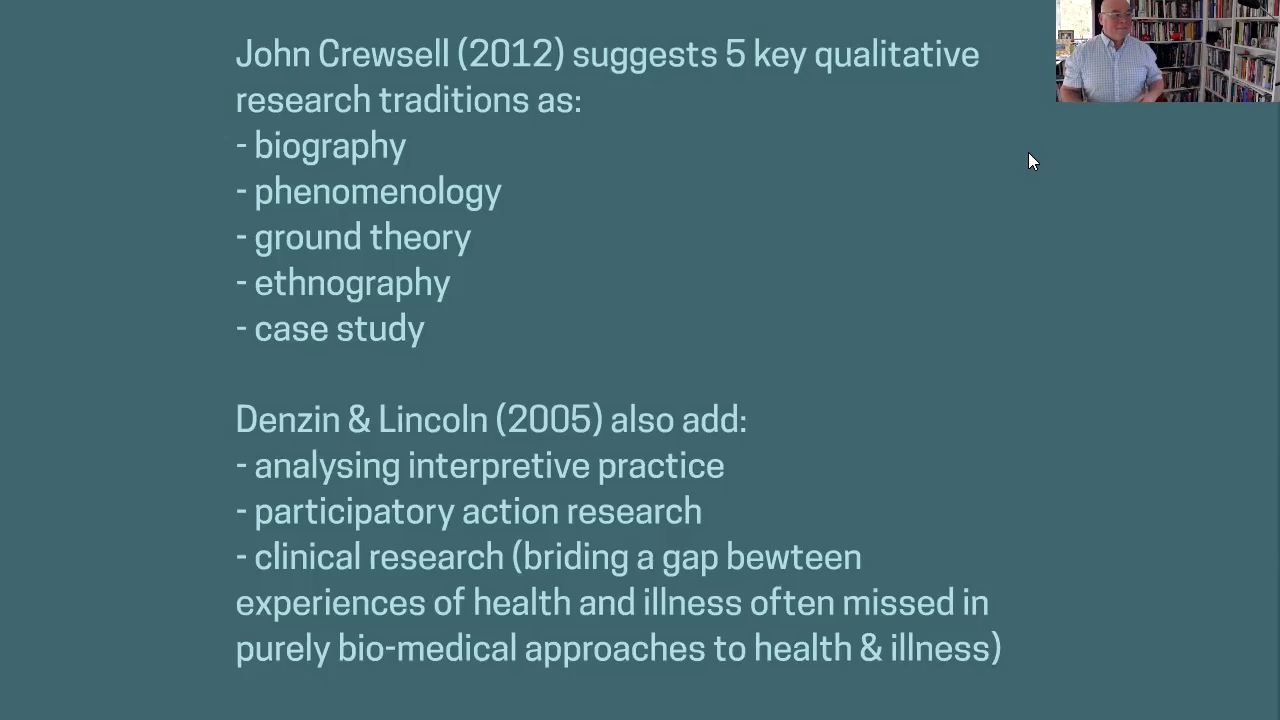 John Crewsell (2012) suggests 5 key qualitative
research traditions as:
- biography
- phenomenology
- ground theory
- ethnography
- case study
Denzin & Lincoln (2005) also add:
- analysing interpretive practice
- participatory action research
- clinical research (briding a gap bewteen
experiences of health and illness often missed in
purely bio-medical approaches to health & illness)